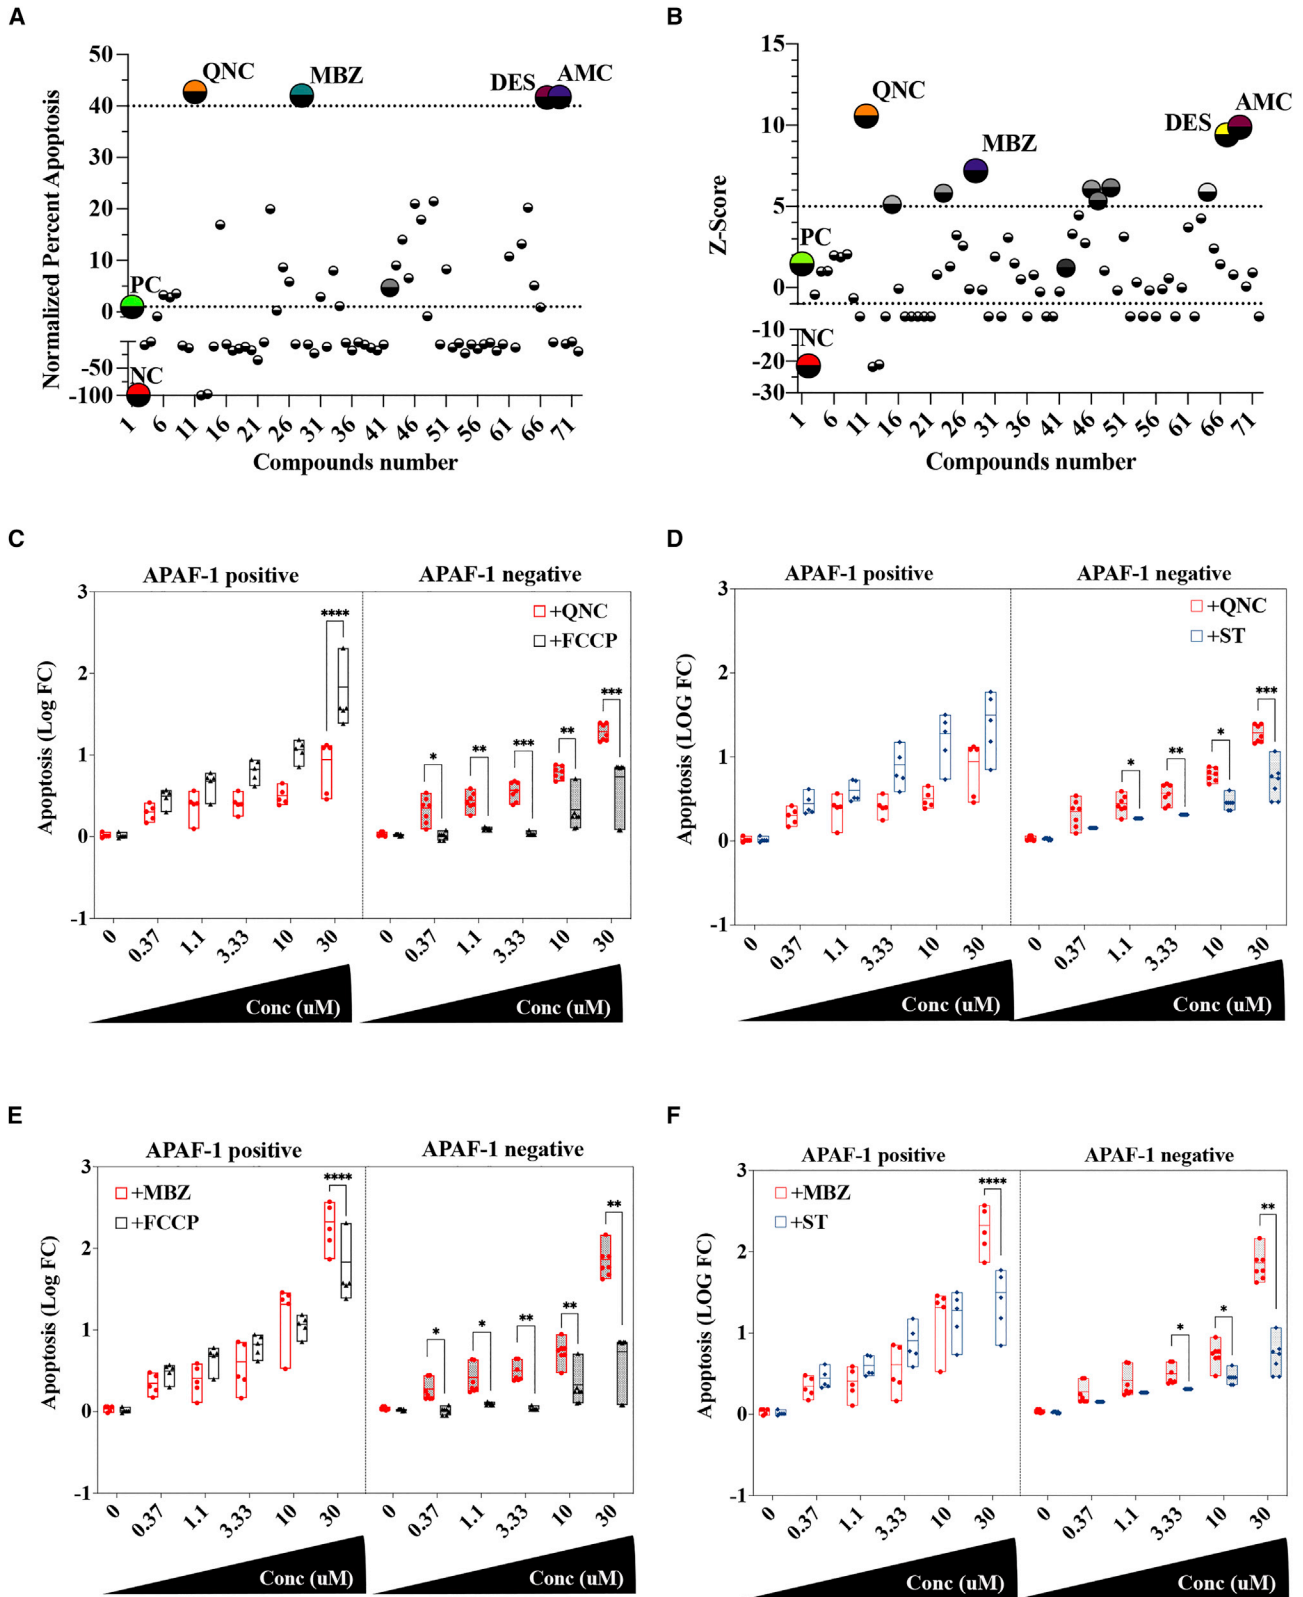 A
Normalized Percent Apoptosis
50
40
30
20
10
0
-50
-100
QNC
MBZ
DES
AMC
PC
NC
1
6
11
16
21
26
31
36
41
46
51
56
61
66
71
Compounds number
B
Z-Score
15
10
5
0
-10
-20
-30
QNC
MBZ
DES
AMC
PC
NC
1
6
11
16
21
26
31
36
41
46
51
56
61
66
71
Compounds number
C
APAF-1 positive
APAF-1 negative
Apoptosis (Log FC)
3
2
1
0
-1
+QNC
+FCCP
****
*
**
***
**
***
0
0.37
1.1
3.33
10
30
0
0.37
1.1
3.33
10
30
Conc (uM)
Conc (uM)
D
APAF-1 positive
APAF-1 negative
Apoptosis (LOG FC)
3
2
1
0
-1
+QNC
+ST
*
**
*
***
0
0.37
1.1
3.33
10
30
0
0.37
1.1
3.33
10
30
Conc (uM)
Conc (uM)
E
APAF-1 positive
APAF-1 negative
Apoptosis (Log FC)
3
2
1
0
-1
+MBZ
+FCCP
****
*
*
**
**
**
0
0.37
1.1
3.33
10
30
0
0.37
1.1
3.33
10
30
Conc (uM)
Conc (uM)
F
APAF-1 positive
APAF-1 negative
Apoptosis (LOG FC)
3
2
1
0
-1
+MBZ
+ST
****
*
*
**
0
0.37
1.1
3.33
10
30
0
0.37
1.1
3.33
10
30
Conc (uM)
Conc (uM)